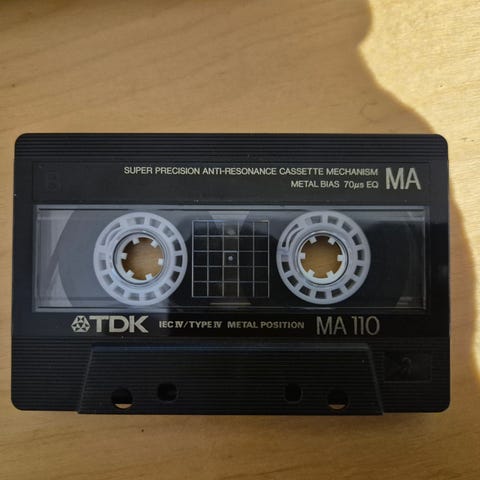 SUPER PRECISION ANTI-RESONANCE CASSETTE MECHANISM MA
METAL BIAS 70µs EQ
B
TDK IEC IV/TYPE IV METAL POSITION MA 110